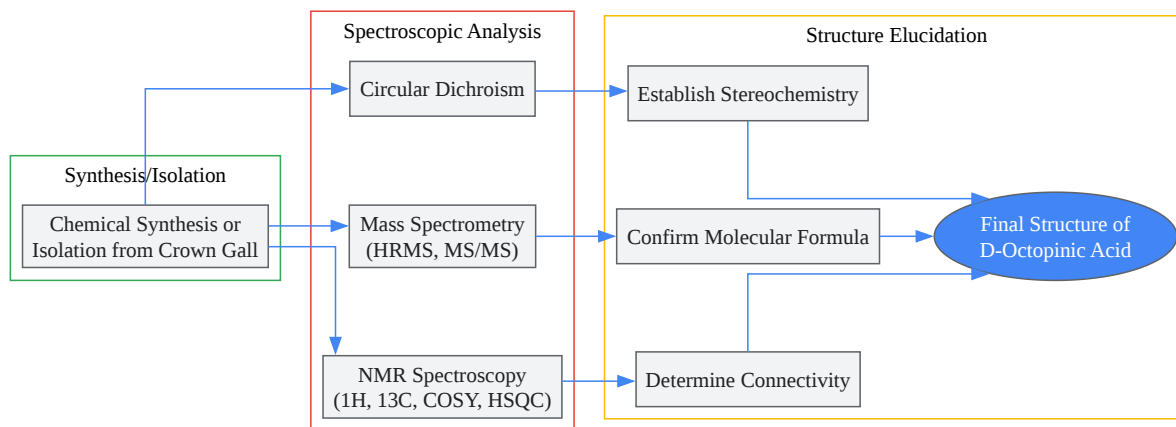 Spectroscopic Analysis
Structure Elucidation
Circular Dichroism
Establish Stereochemistry
Synthesis/Isolation
Chemical Synthesis or
Isolation from Crown Gall
Mass Spectrometry
(HRMS, MS/MS)
Confirm Molecular Formula
Final Structure of
D-Octopinic Acid
NMR Spectroscopy
(1H, 13C, COSY, HSQC)
Determine Connectivity